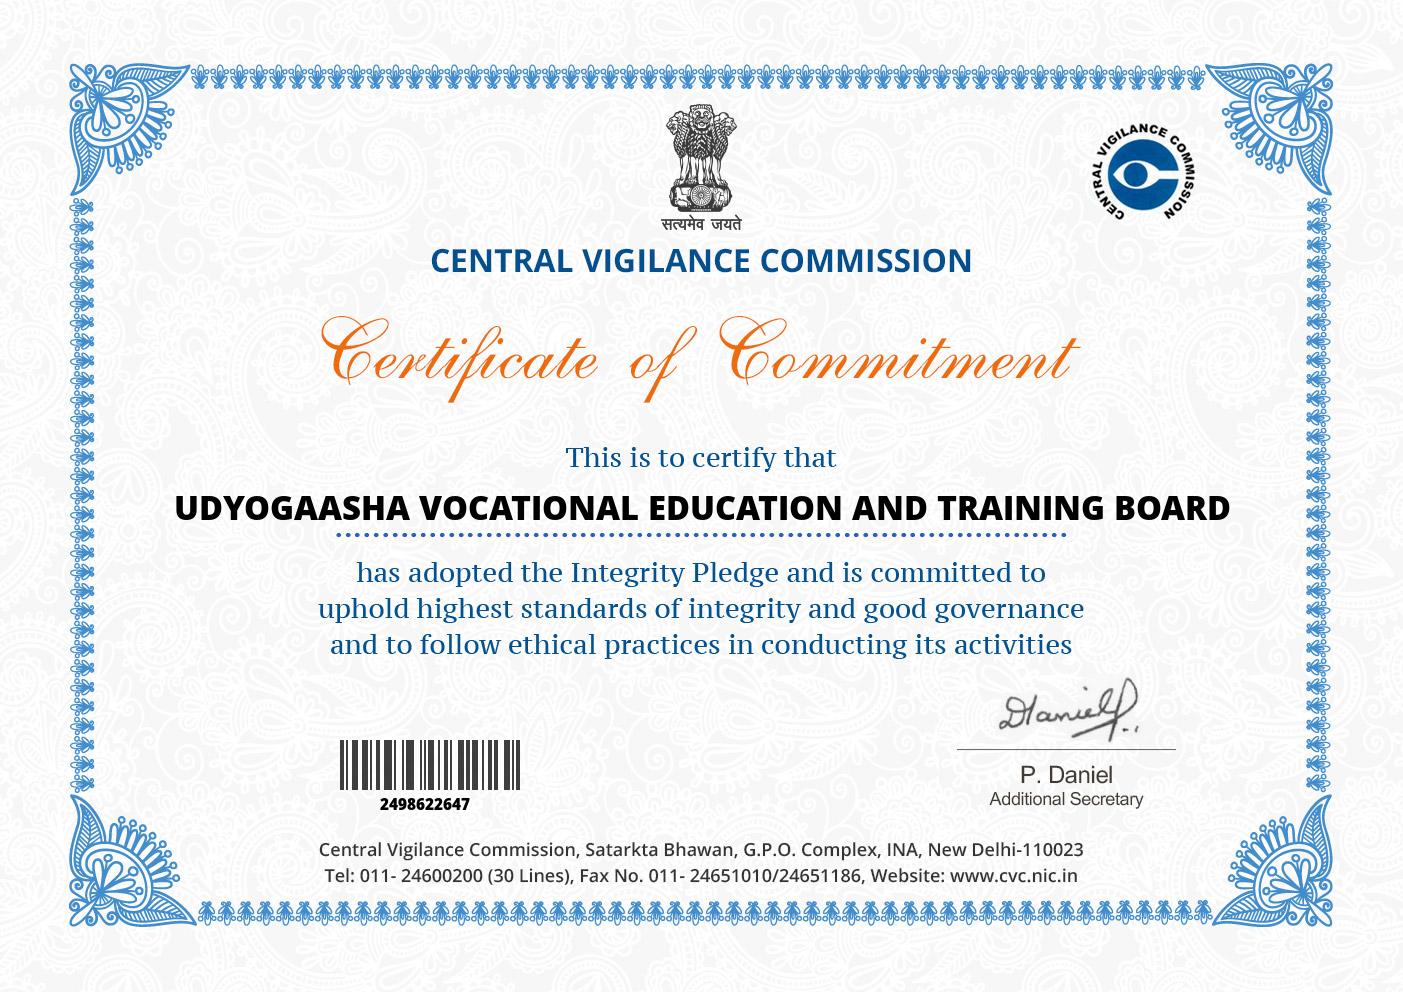 सत्यमेव जयते
CENTRAL VIGILANCE COMMISSION
CENTRAL VIGILANCE COMMISSION
Certificate of Commitment
This is to certify that
UDYOGAASHA VOCATIONAL EDUCATION AND TRAINING BOARD
has adopted the Integrity Pledge and is committed to
uphold highest standards of integrity and good governance
and to follow ethical practices in conducting its activities
Daniel P.
P. Daniel
Additional Secretary
2498622647
Central Vigilance Commission, Satarkta Bhawan, G.P.O. Complex, INA, New Delhi-110023
Tel: 011- 24600200 (30 Lines), Fax No. 011- 24651010/24651186, Website: www.cvc.nic.in